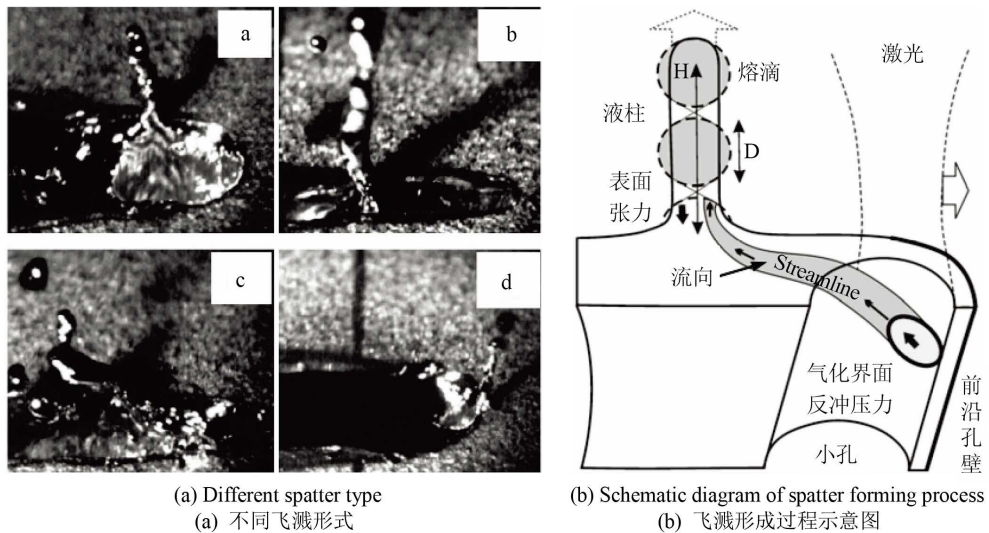 a
b
c
d
H
熔滴
激光
液柱
D
表面
张力
流向
Streamline
气化界面
反冲压力
小孔
前沿孔壁
(a) Different spatter type
(a) 不同飞溅形式
(b) Schematic diagram of spatter forming process
(b) 飞溅形成过程示意图